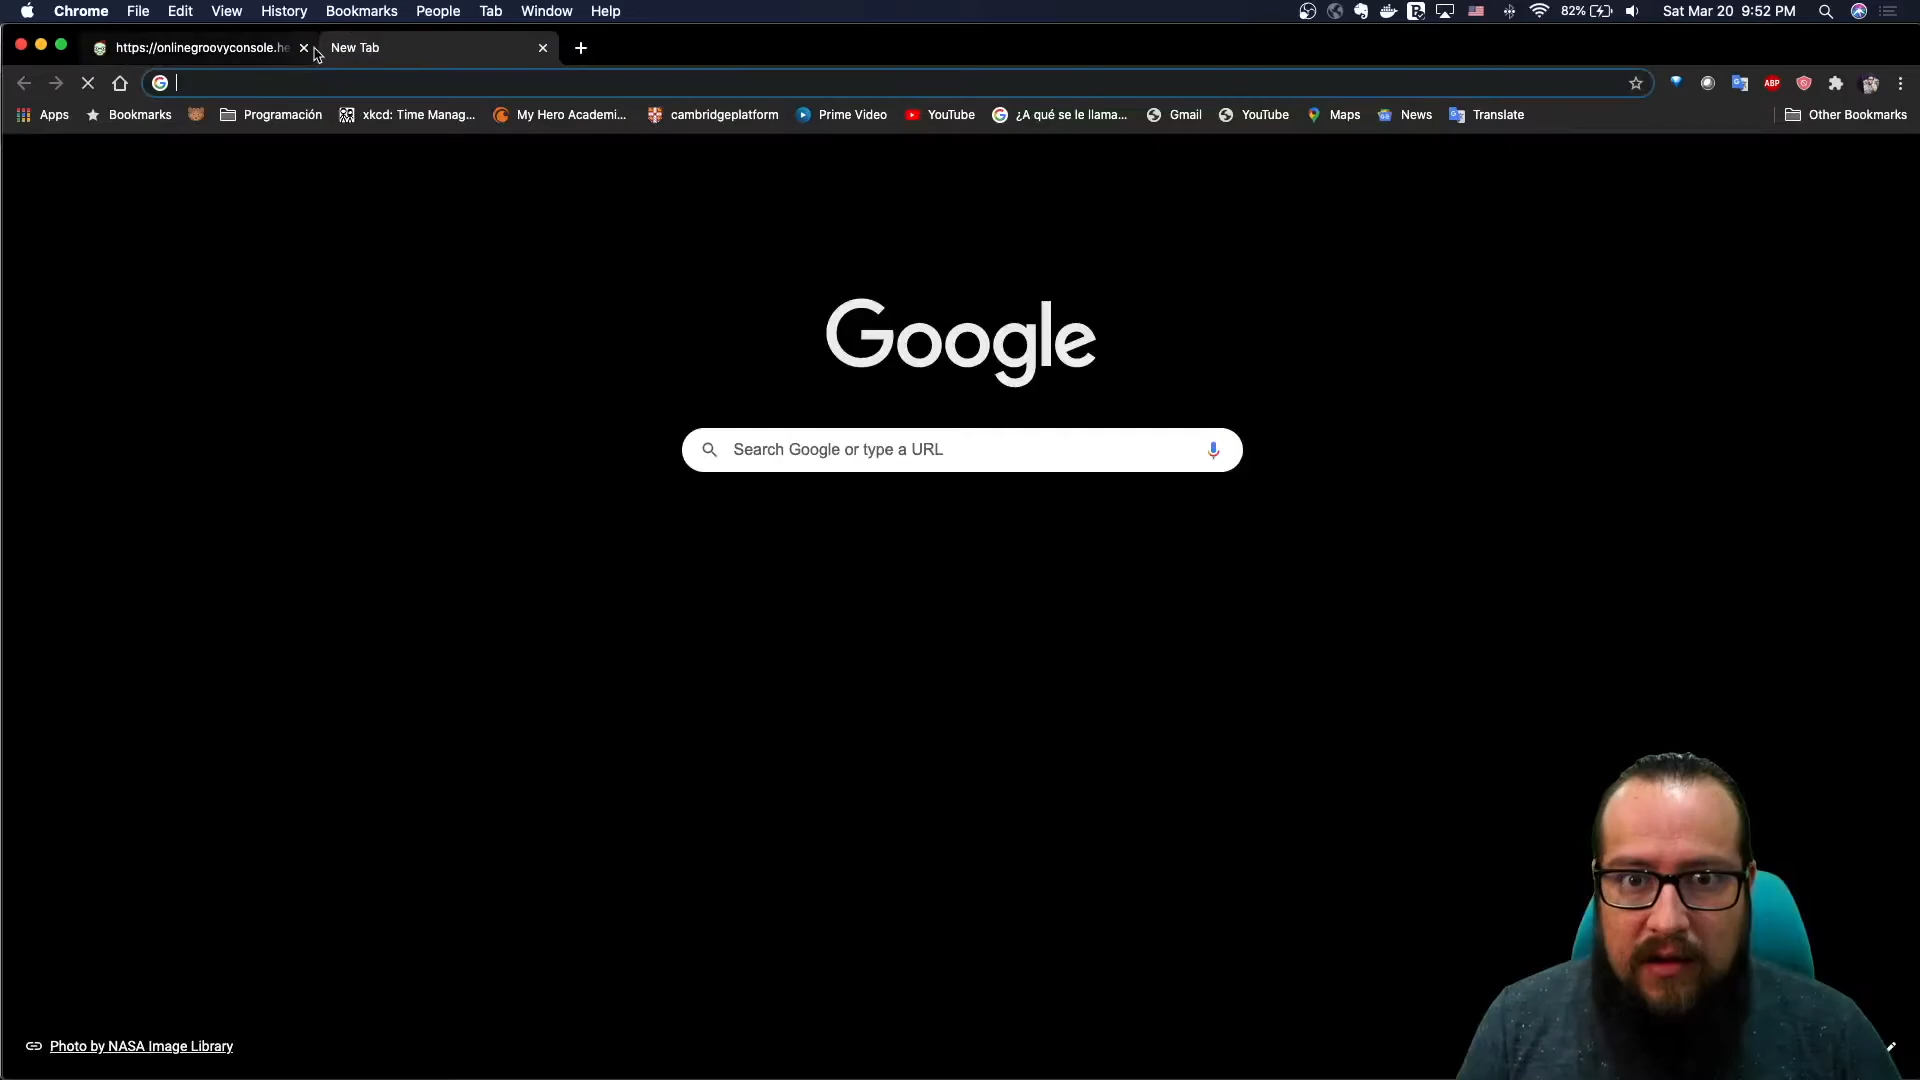 Chrome File Edit View History Bookmarks People Tab Window Help 82% Sat Mar 20 9:52 PM
https://onlinegroovyconsole.he New Tab
Apps Bookmarks Programación xkcd: Time Manag... My Hero Academi... cambridgeplatform Prime Video YouTube ¿A qué se le llama... Gmail YouTube Maps News Translate Other Bookmarks
ABP
Google
Search Google or type a URL
Photo by NASA Image Library